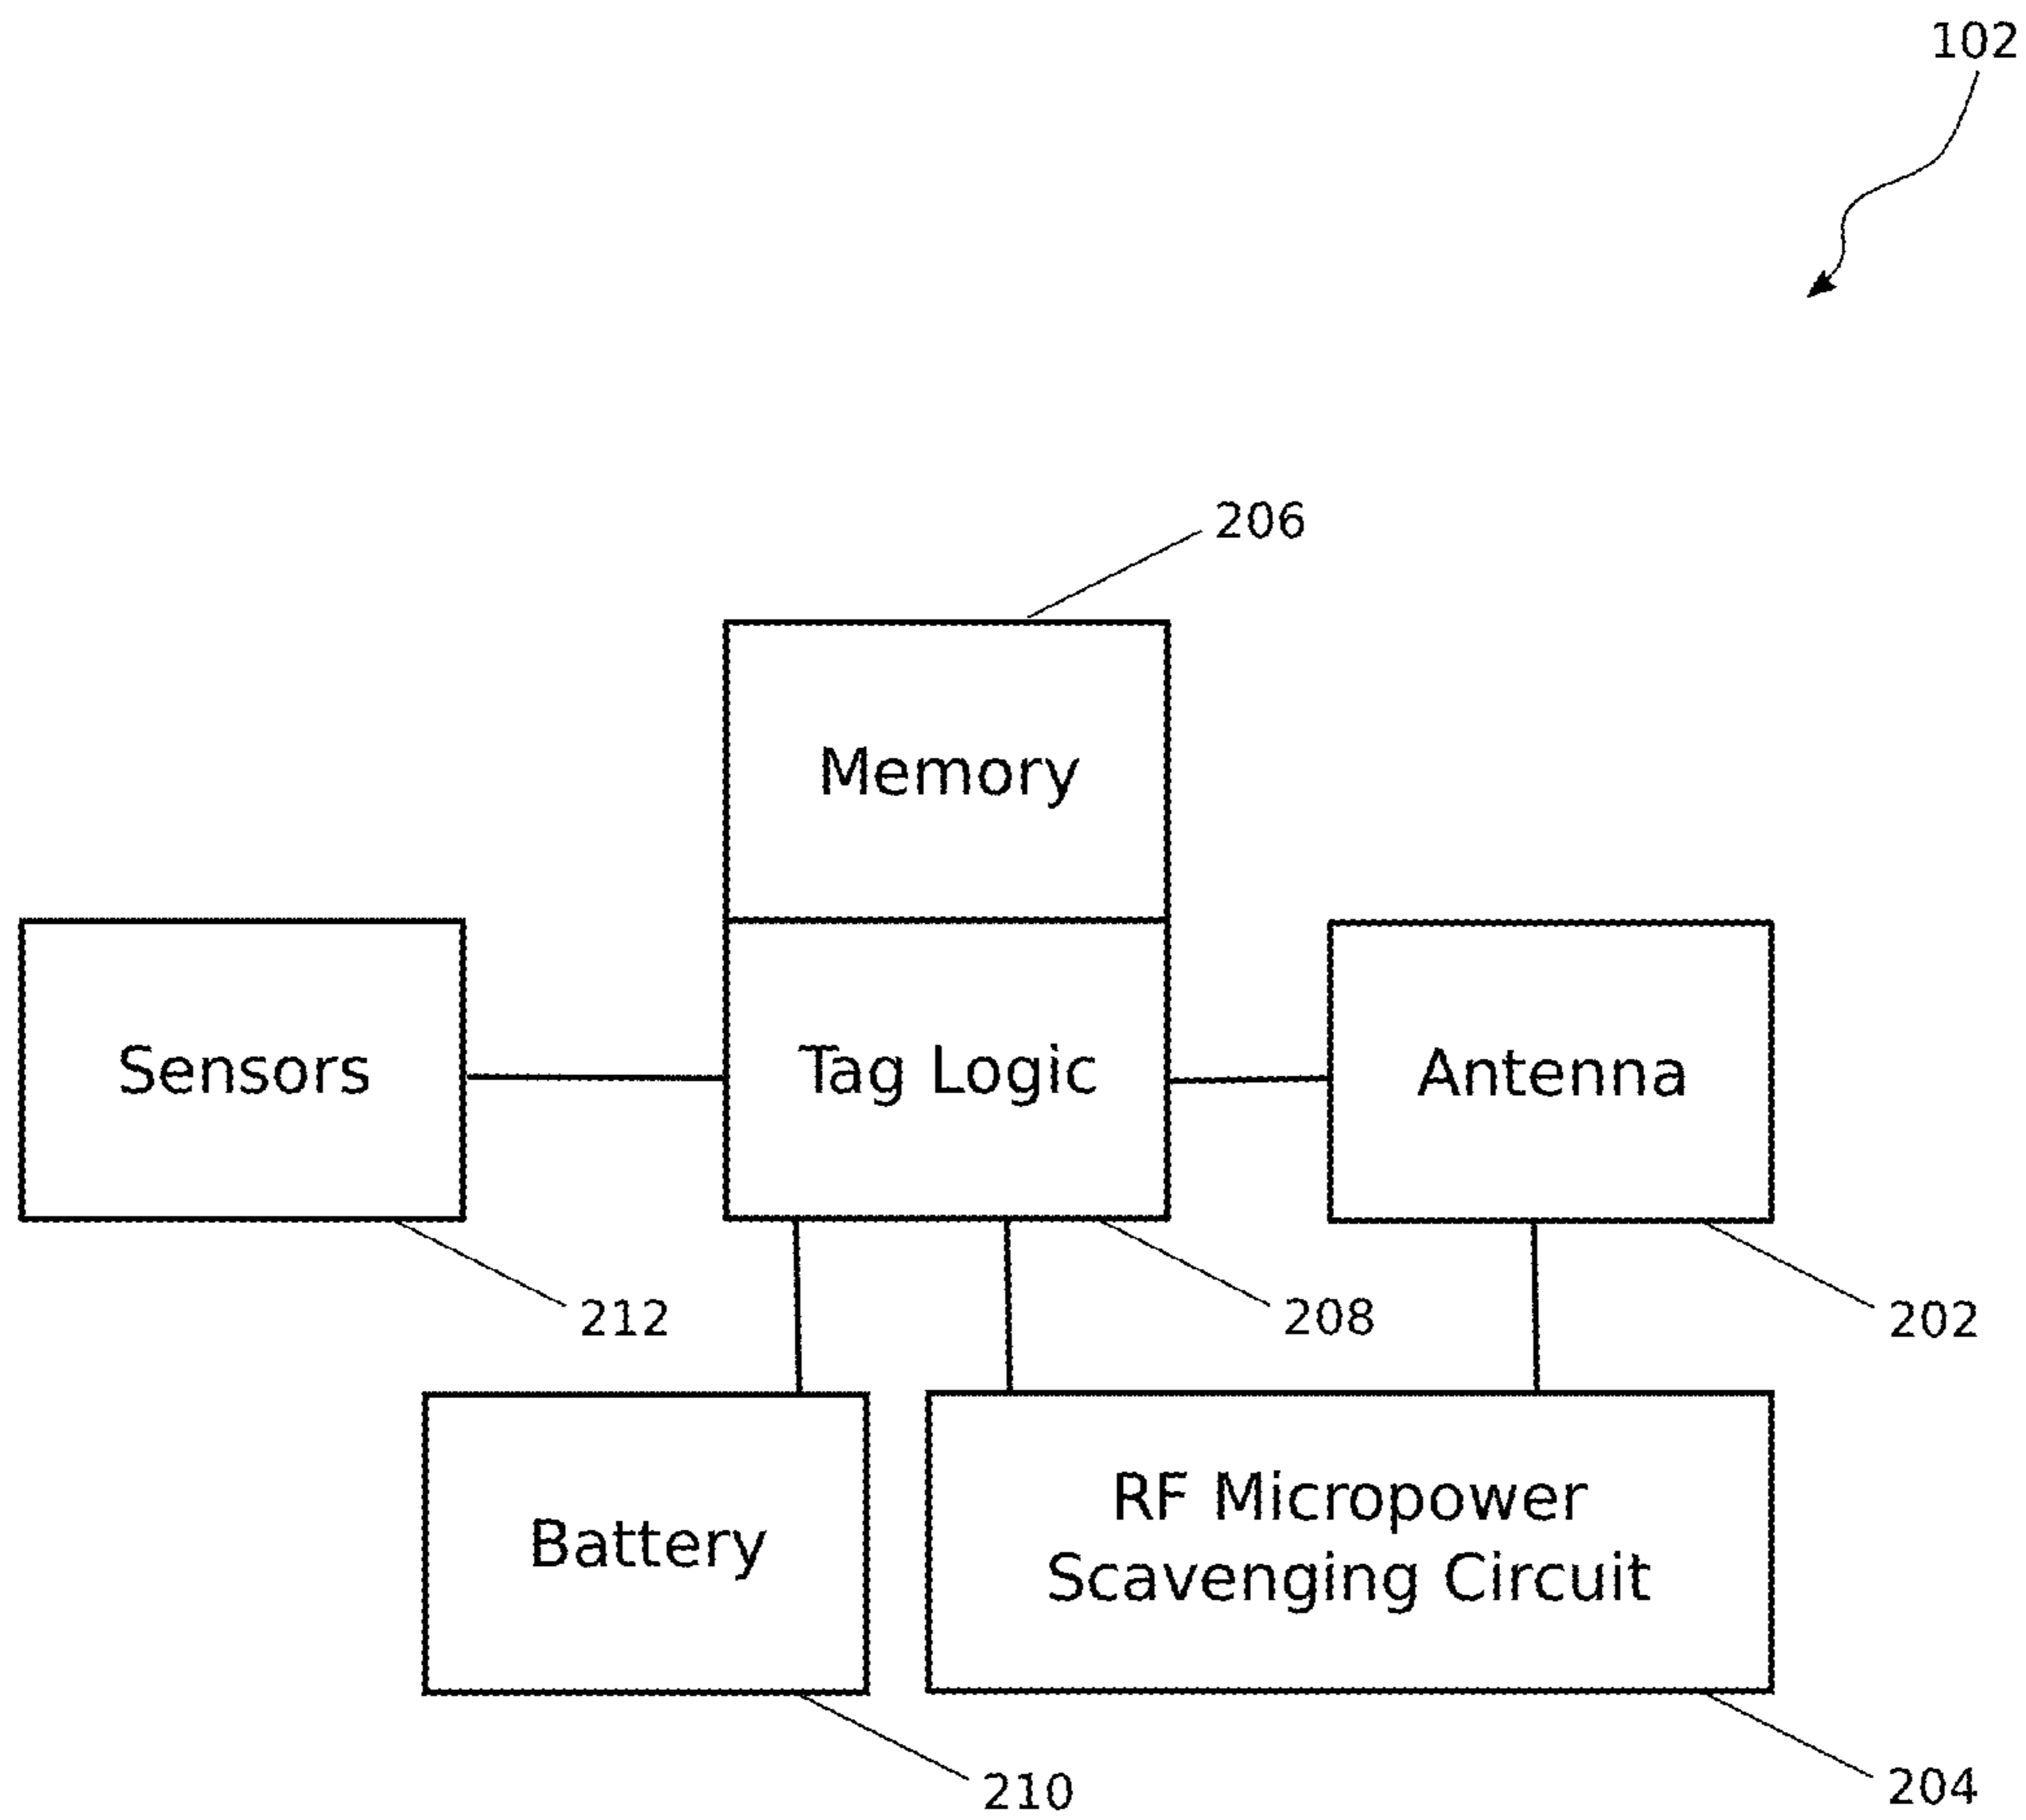 102
206
Memory
Sensors
Tag Logic
Antenna
212
208
202
Battery
RF Micropower
Scavenging Circuit
210
204